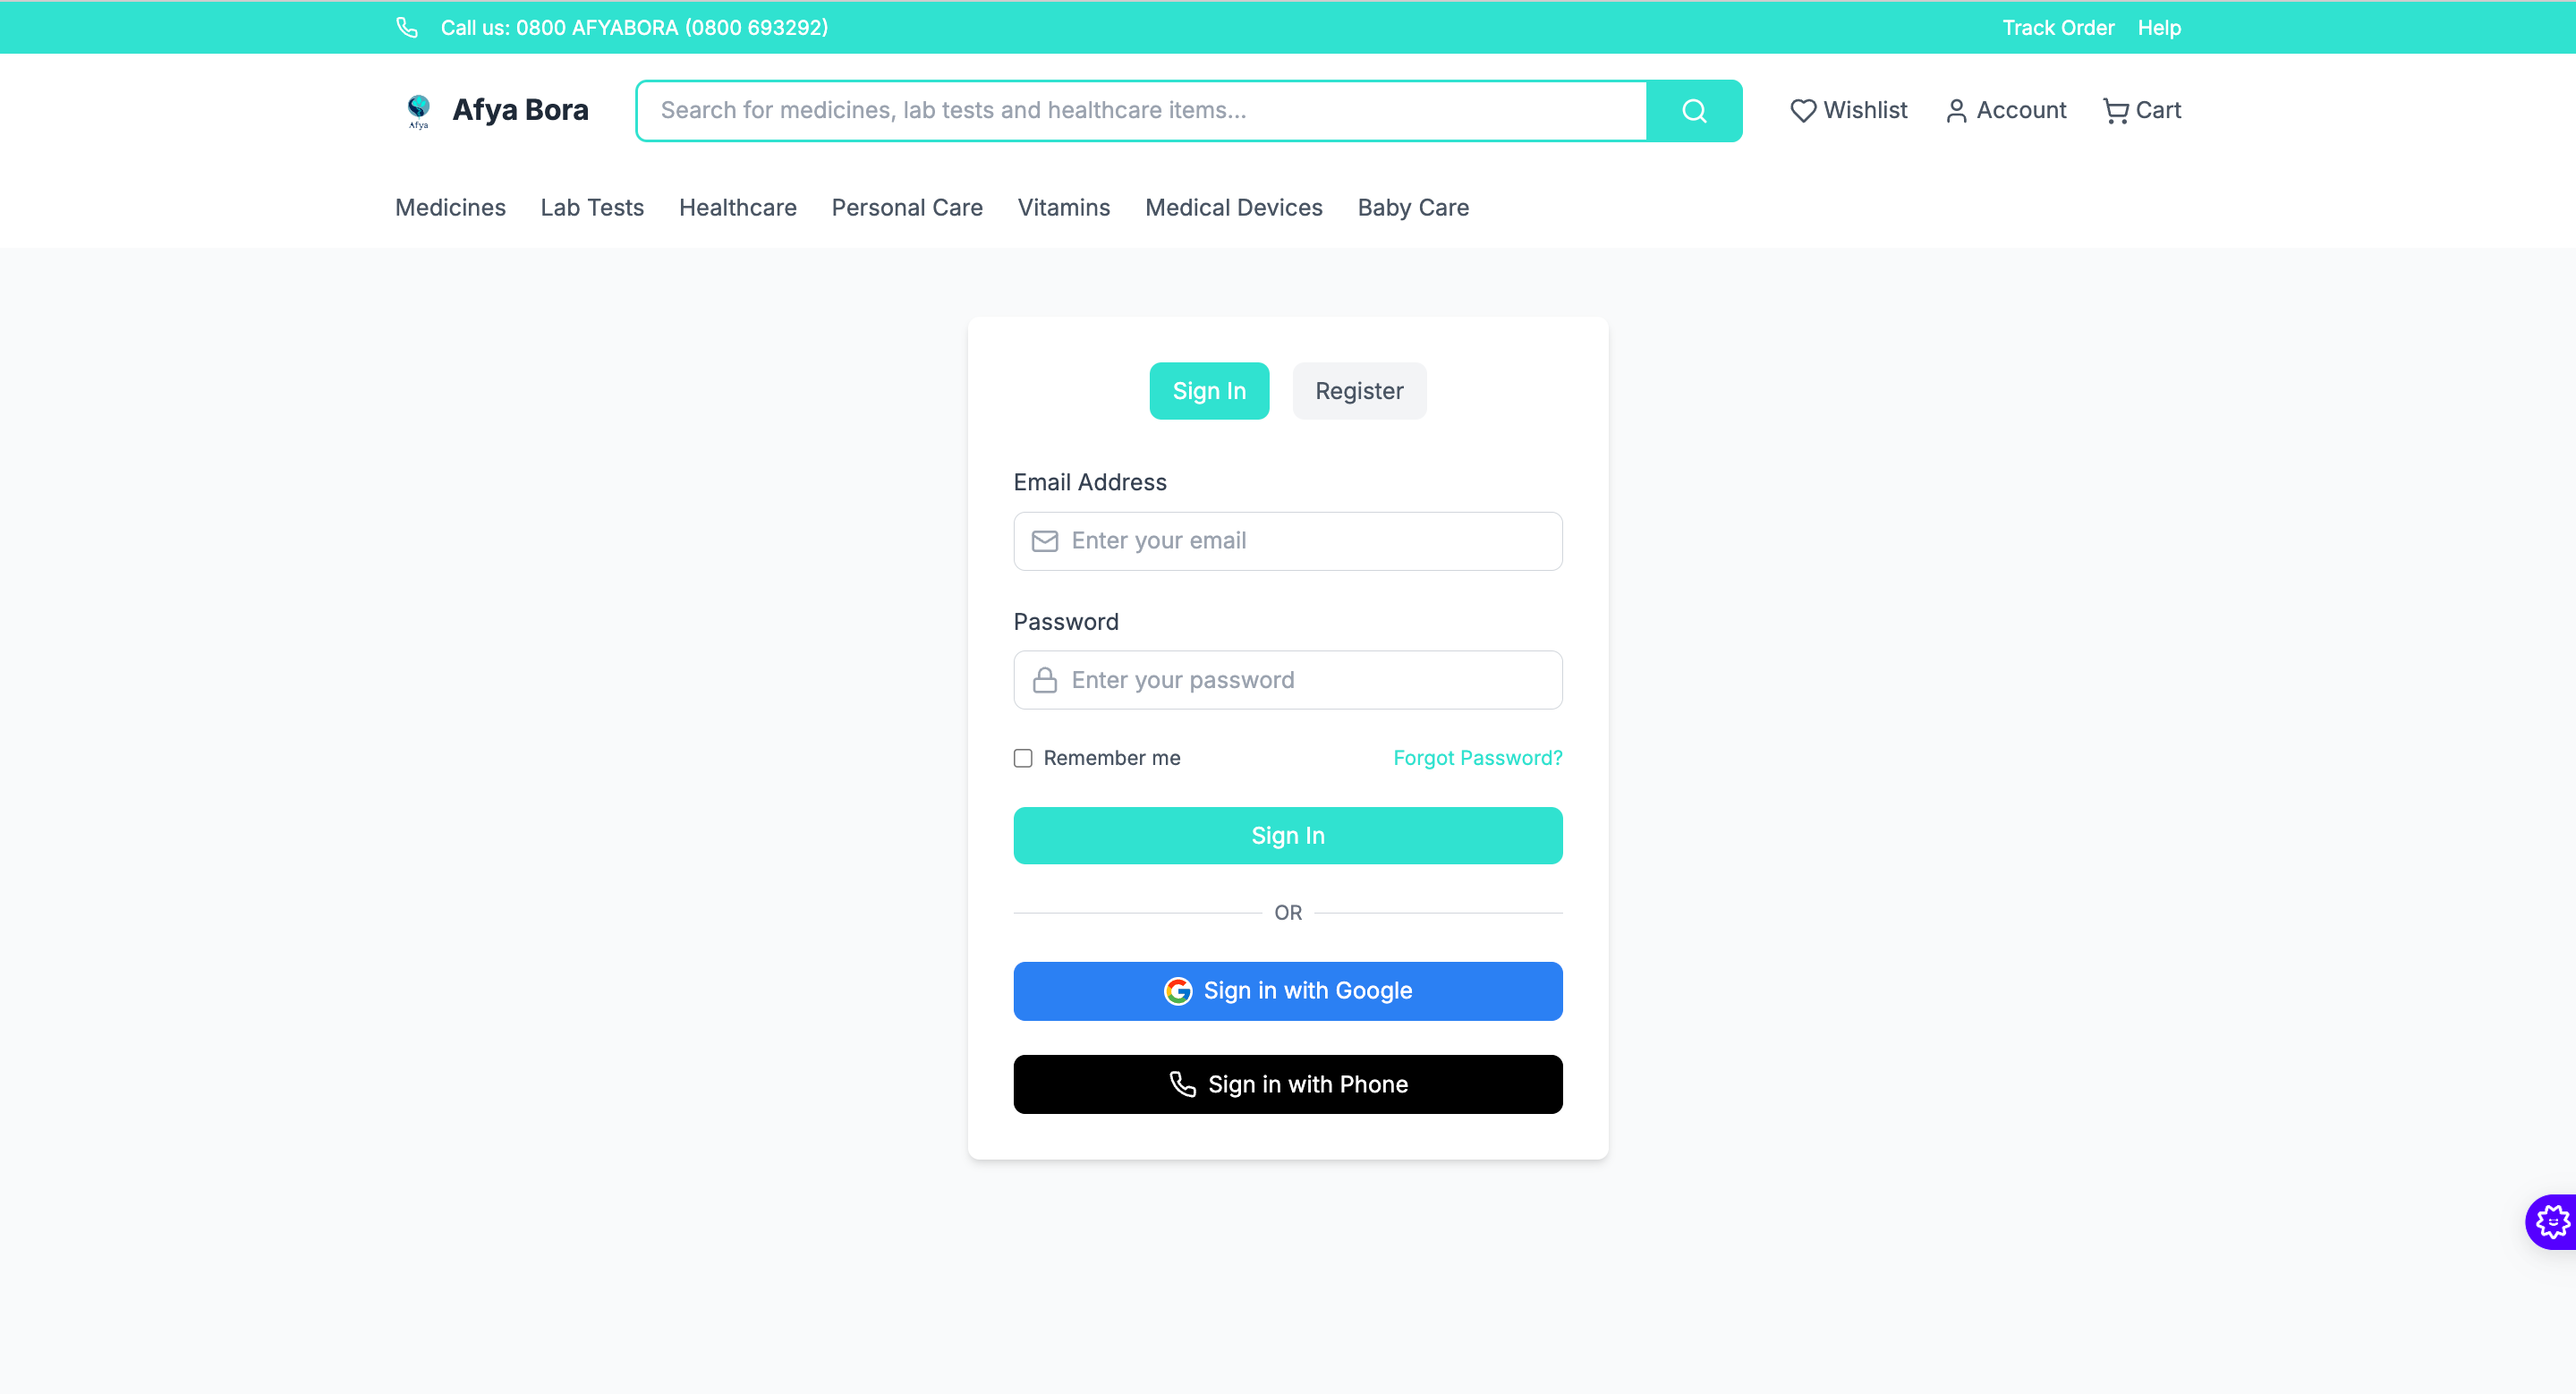 Call us: 0800 AFYABORA (0800 693292)
Track Order Help
Afya
Afya Bora
Search for medicines, lab tests and healthcare items...
Wishlist Account Cart
Medicines Lab Tests Healthcare Personal Care Vitamins Medical Devices Baby Care
Sign In Register
Email Address
Enter your email
Password
Enter your password
Remember me Forgot Password?
Sign In
OR
Sign in with Google
Sign in with Phone